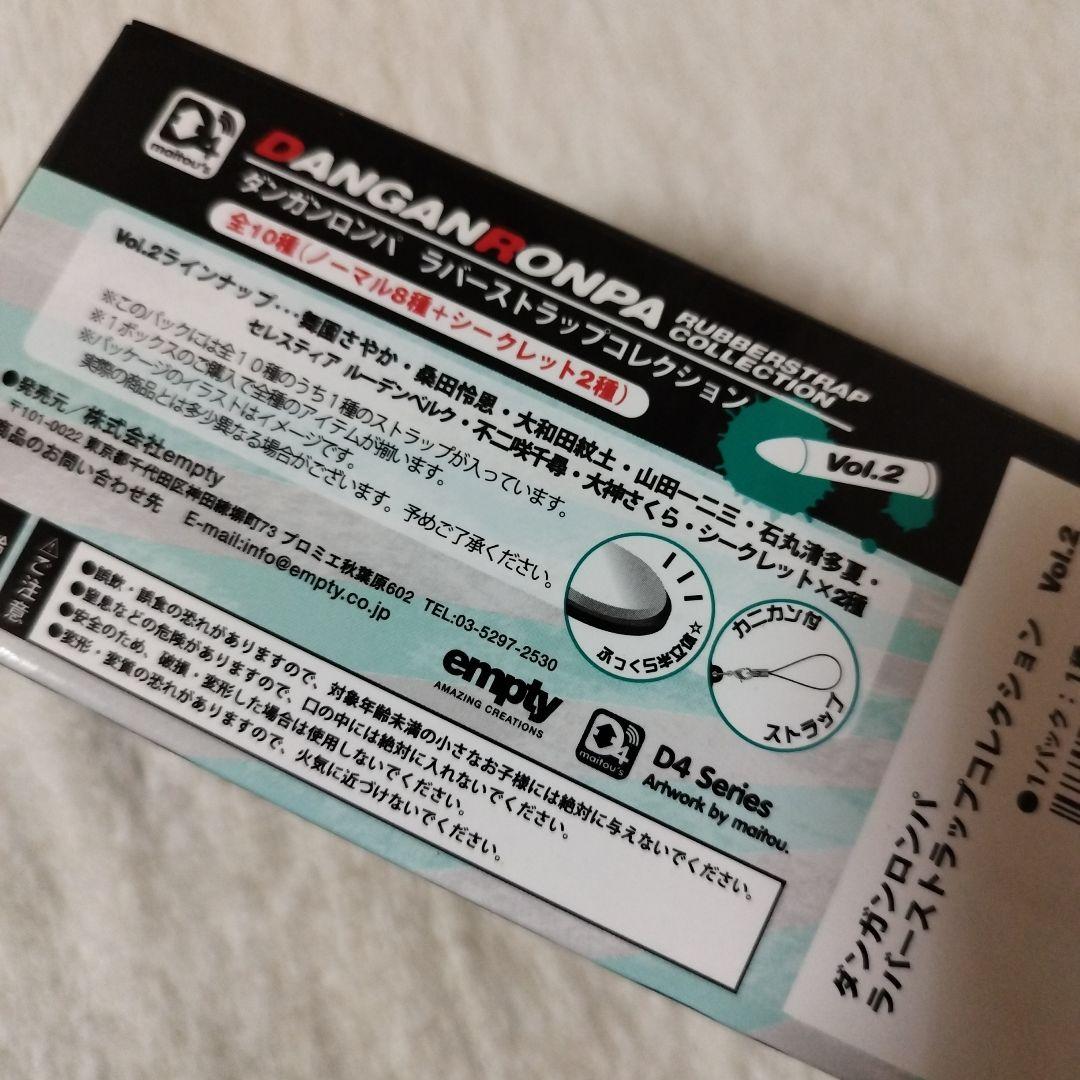 maitou's
DANGANRONPA RUBBERSTRAP COLLECTION
ダンガンロンパ ラバーストラップコレクション
全10種(ノーマル8種+シークレット2種)
Vol.2
Vol.2ラインナップ…舞園さやか・桑田怜恩・大和田紋土・山田一二三・石丸清多夏・
セレスティア ルーデンベルク・不二咲千尋・大神さくら・シークレット×2種
※このパックには全10種のうち1種のストラップが入っています。
※1ボックスのご購入で全種のアイテムが揃います。
※パッケージのイラストはイメージです。
実際の商品とは多少異なる場合がございます。予めご了承ください。
●発売元/株式会社empty
〒101-0022 東京都千代田区神田練塀町73 プロミエ秋葉原602 TEL:03-5297-2530
商品のお問い合わせ先 E-mail:info@empty.co.jp
ぷっくら半立体☆
カニカン付
ストラップ
empty
AMAZING CREATIONS
maitou's
D4 Series
Artwork by maitou.
ご注意
●誤飲・誤食の恐れがありますので、対象年齢未満の小さなお子様には絶対に与えないでください。
●窒息などの危険がありますので、口の中には絶対に入れないでください。
●安全のため、破損・変形した場合は使用しないでください。
●変形・変質の恐れがありますので、火気に近づけないでください。
ダンガンロンパ
ラバーストラップコレクション Vol.2
●1パック:1